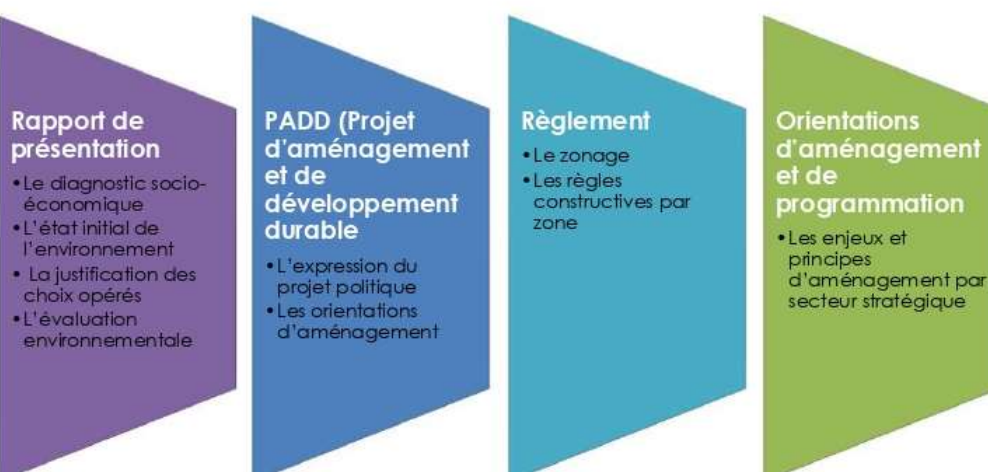 Rapport de
présentation
•Le diagnostic socio-
économique
•L'état initial de
l'environnement
• La justification des
choix opérés
•L'évaluation
environnementale
PADD (Projet
d'aménagement
et de
développement
durable
•L'expression du
projet politique
•Les orientations
d'aménagement
Règlement
•Le zonage
•Les règles
constructives par
zone
Orientations
d'aménagement
et de
programmation
•Les enjeux et
principes
d'aménagement par
secteur stratégique